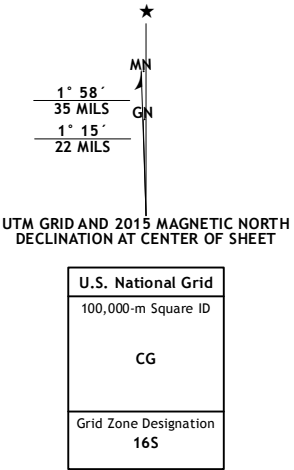 MN
1° 58´
35 MILS
GN
1° 15´
22 MILS
UTM GRID AND 2015 MAGNETIC NORTH
DECLINATION AT CENTER OF SHEET
U.S. National Grid
100,000-m Square ID
CG
Grid Zone Designation
16S